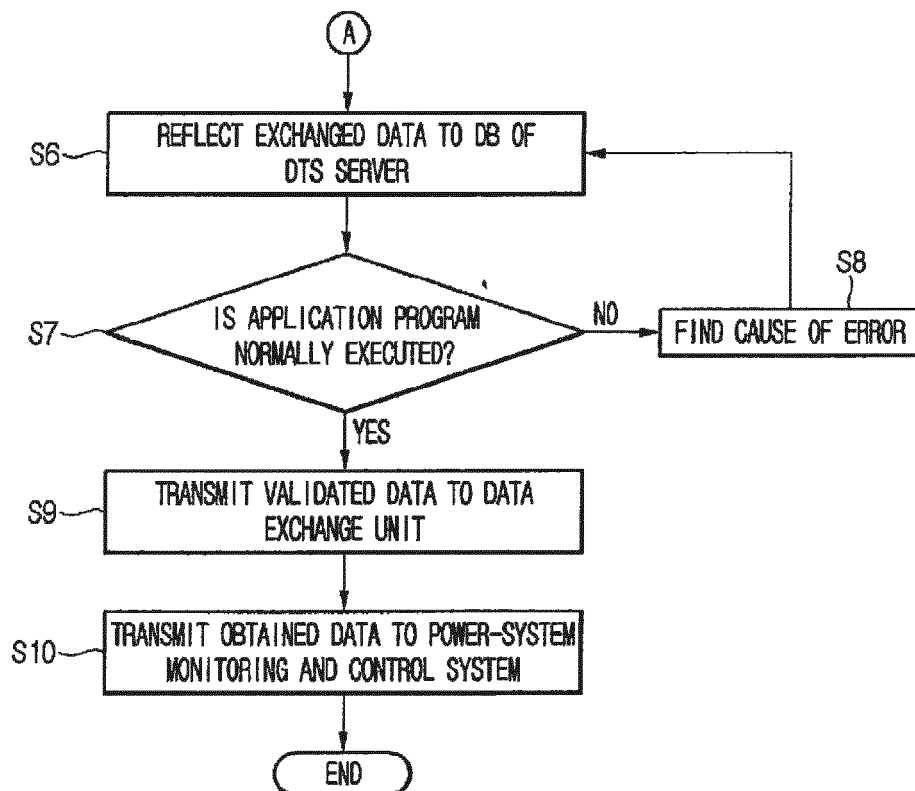 A
S6
REFLECT EXCHANGED DATA TO DB OF
DTS SERVER
S7
IS APPLICATION PROGRAM
NORMALLY EXECUTED?
NO
S8
FIND CAUSE OF ERROR
YES
S9
TRANSMIT VALIDATED DATA TO DATA
EXCHANGE UNIT
S10
TRANSMIT OBTAINED DATA TO POWER-SYSTEM
MONITORING AND CONTROL SYSTEM
END